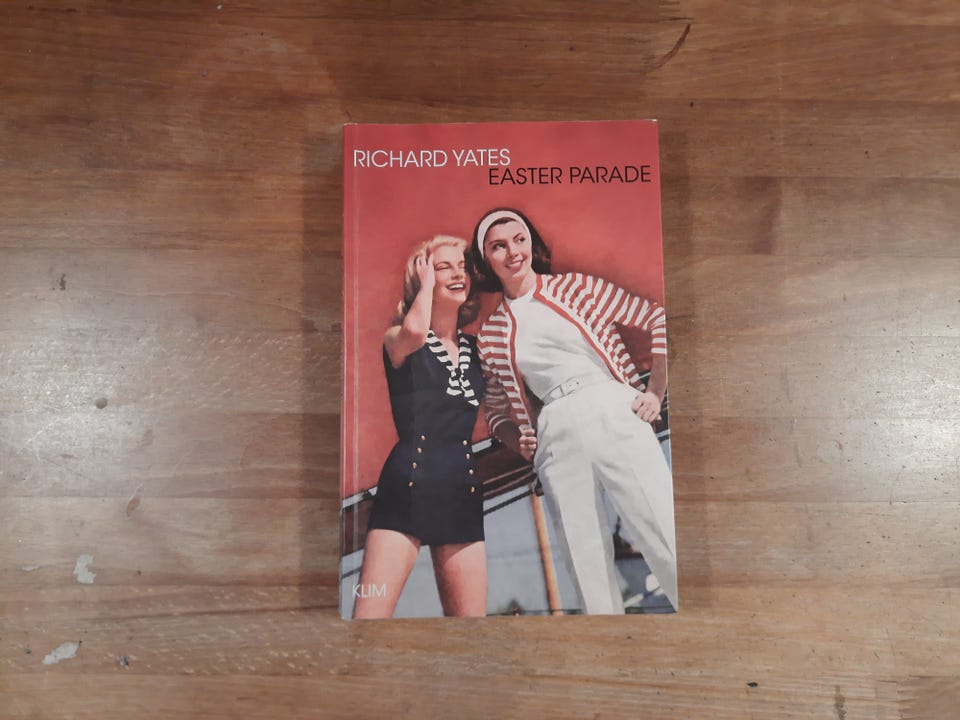 RICHARD YATES
EASTER PARADE
KLIM